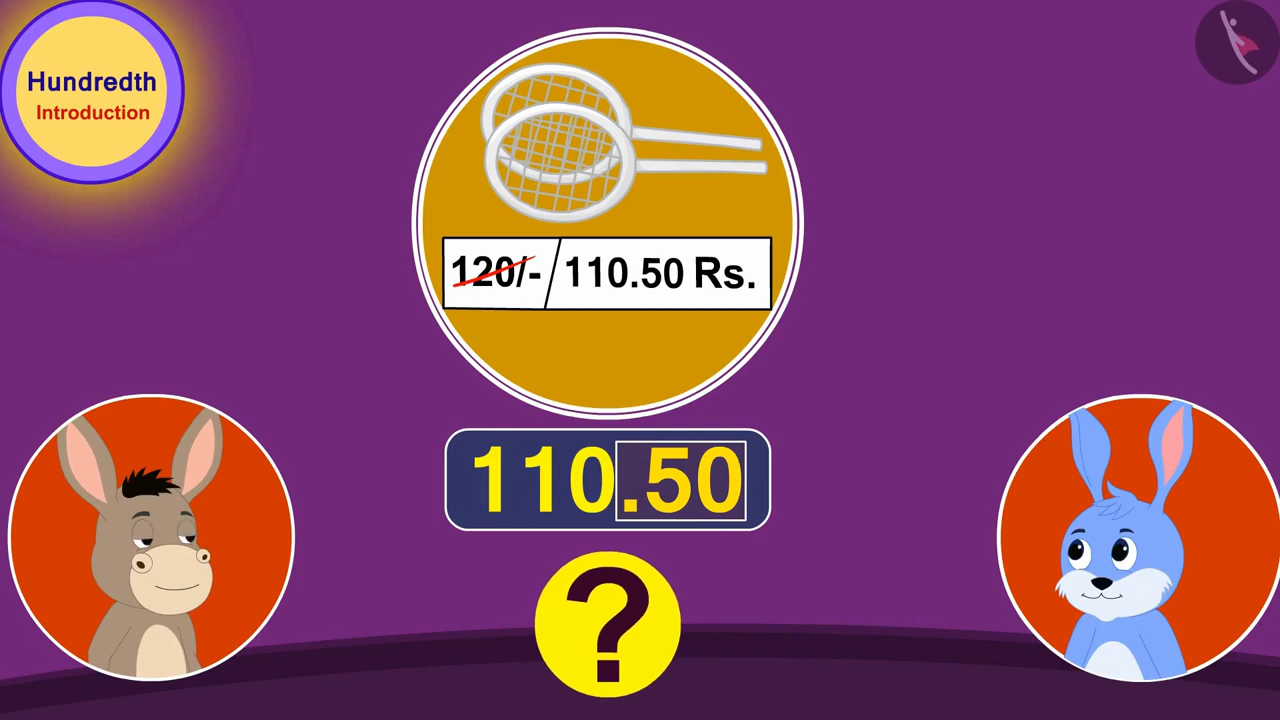 Hundredth
Introduction
120/- 110.50 Rs.
110.50
?